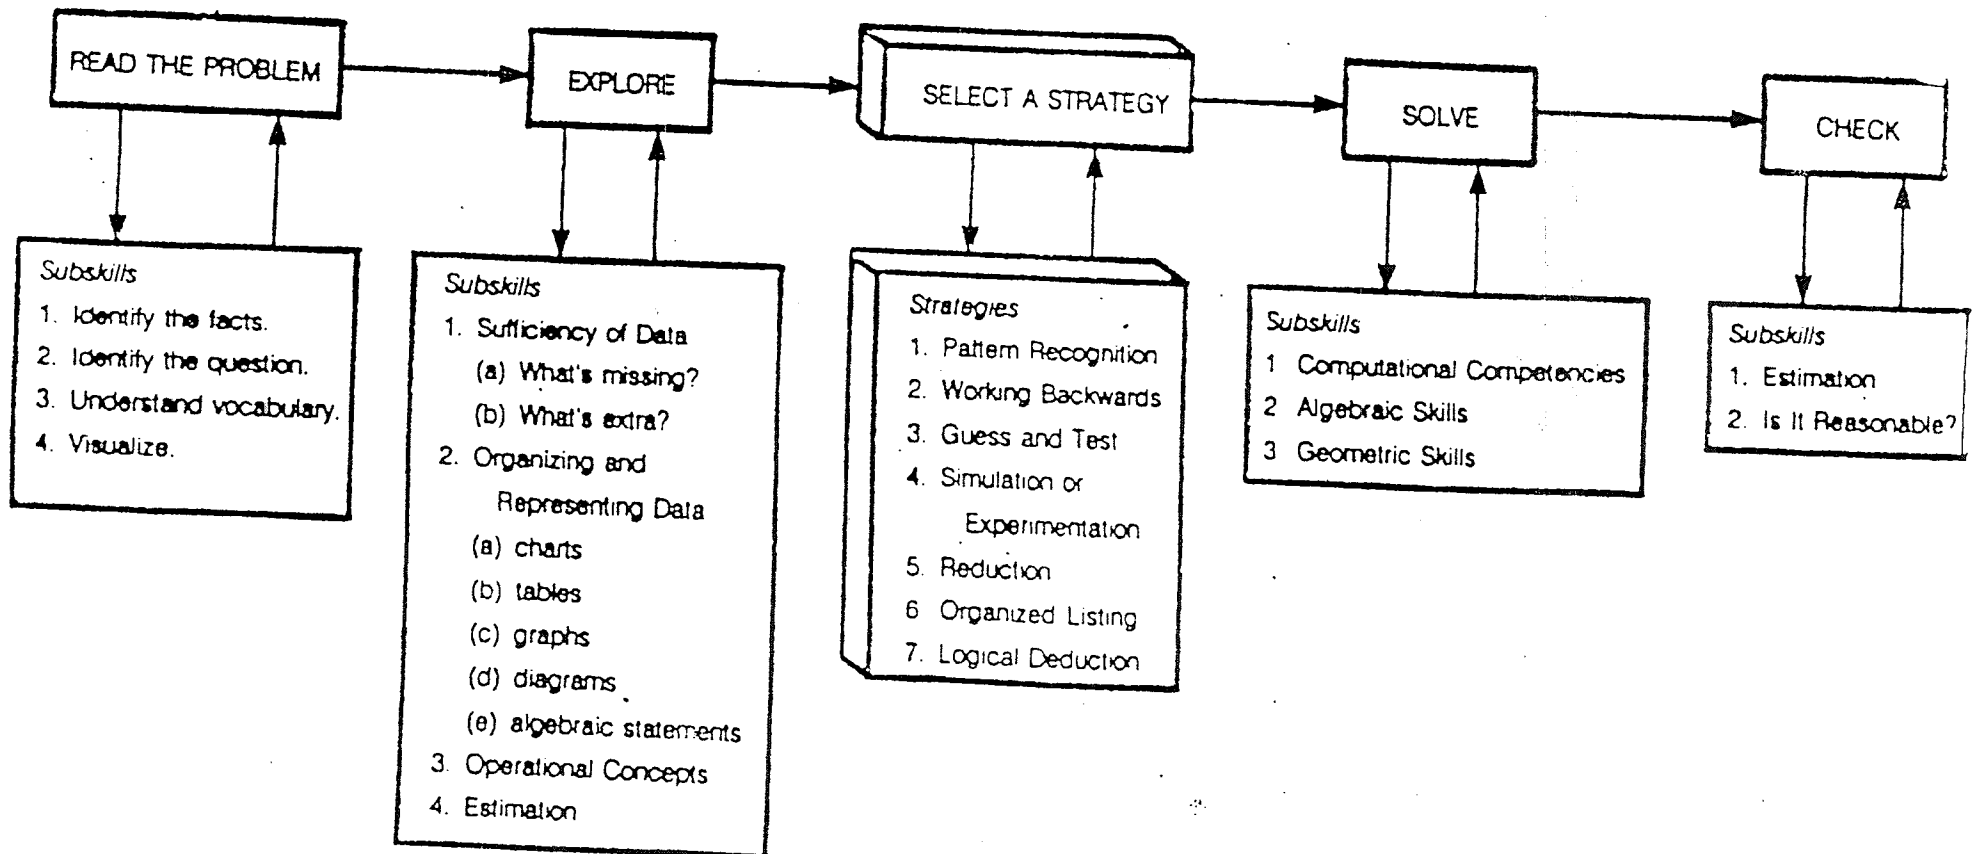 READ THE PROBLEM
EXPLORE
SELECT A STRATEGY
SOLVE
CHECK
Subskills
1. Identify the facts.
2. Identify the question.
3. Understand vocabulary.
4. Visualize.
Subskills
1. Sufficiency of Data
(a) What's missing?
(b) What's extra?
2. Organizing and
Representing Data
(a) charts
(b) tables
(c) graphs
(d) diagrams
(e) algebraic statements
3. Operational Concepts
4. Estimation
Strategies
1. Pattern Recognition
2. Working Backwards
3. Guess and Test
4. Simulation or
Experimentation
5. Reduction
6 Organized Listing
7. Logical Deduction
Subskills
1 Computational Competencies
2 Algebraic Skills
3 Geometric Skills
Subskills
1. Estimation
2. Is It Reasonable?